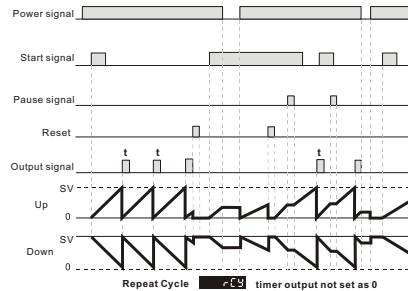 Power signal
Start signal
Pause signal
Reset
t t t
Output signal
SV
Up
0
SV
Down
0
Repeat Cycle rCY timer output not set as 0